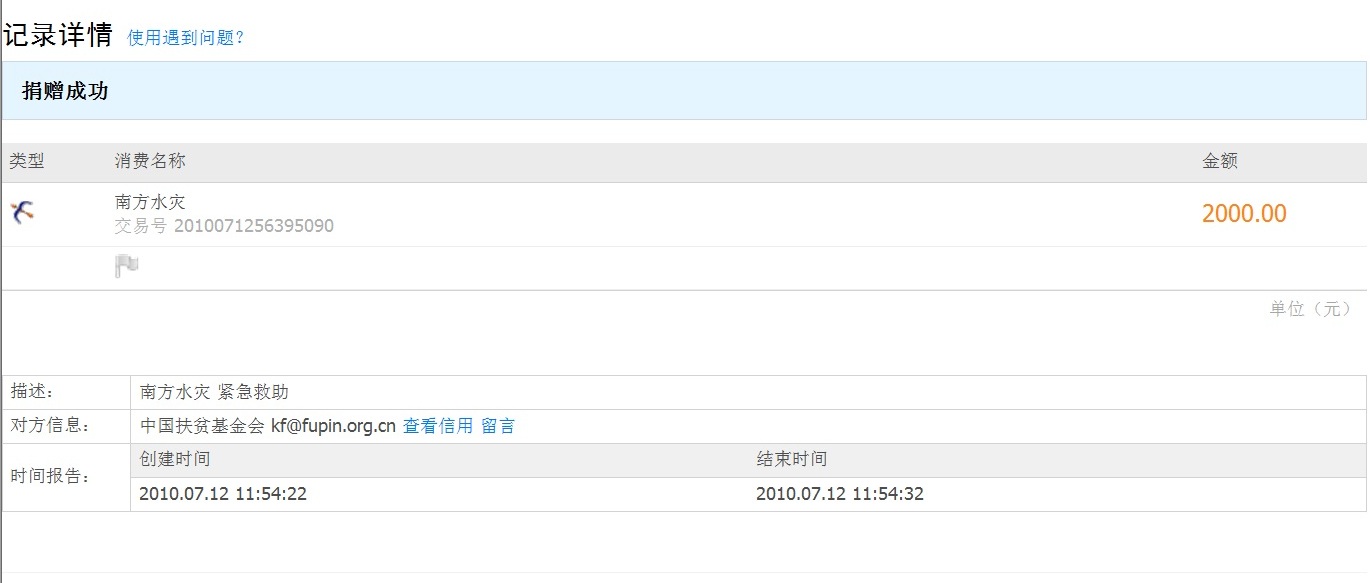 记录详情 使用遇到问题?
捐赠成功
类型 消费名称 金额
南方水灾
交易号 2010071256395090
2000.00
单位（元）
描述： 南方水灾 紧急救助
对方信息： 中国扶贫基金会 kf@fupin.org.cn 查看信用 留言
时间报告：
创建时间 结束时间
2010.07.12 11:54:22 2010.07.12 11:54:32